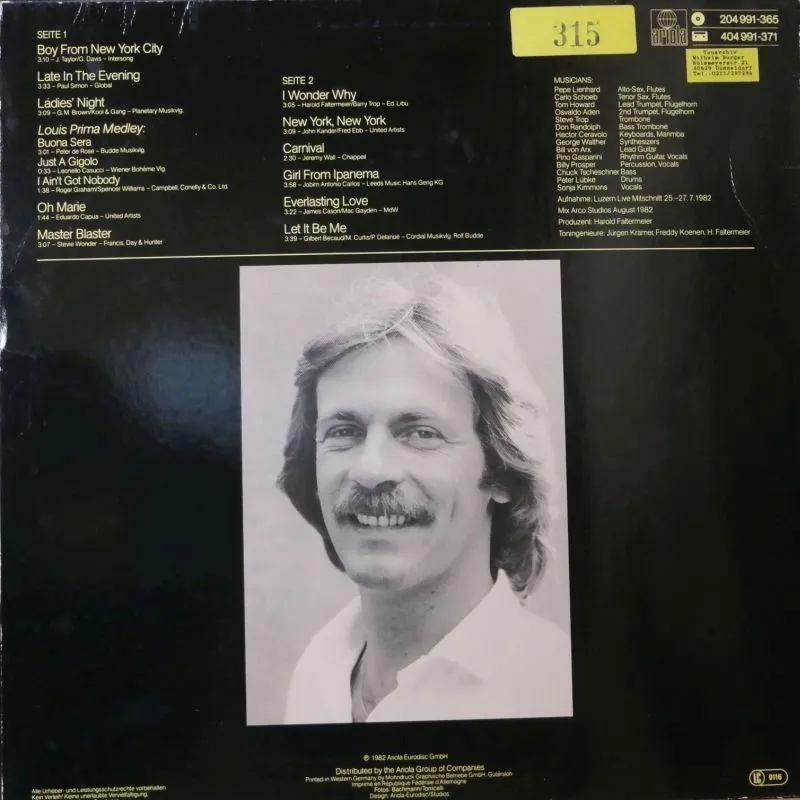 SEITE 1
Boy From New York City
3:10 – J. Taylor/G. Davis – Intersong
Late In The Evening
3:33 – Paul Simon – Global
Ladies' Night
3:09 – G. M. Brown/Kool & Gang – Planetary Musikvlg.
Louis Prima Medley:
Buona Sera
3:01 – Peter de Rose – Budde Musikvlg.
Just A Gigolo
0:33 – Leonello Casucci – Wiener Bohème Vlg.
I Ain't Got Nobody
1:38 – Roger Graham/Spencer Williams – Campbell, Conelly & Co. Ltd.
Oh Marie
1:44 – Eduardo Capua – United Artists
Master Blaster
3:07 – Stevie Wonder – Francis, Day & Hunter
SEITE 2
I Wonder Why
3:05 – Harold Faltermeier/Barry Trop – Ed. Libu
New York, New York
3:09 – John Kander/Fred Ebb – United Artists
Carnival
2:30 – Jeremy Wall – Chappell
Girl From Ipanema
3:58 – Jobim Antonio Carlos – Leeds Music Hans Geng KG
Everlasting Love
3:22 – James Cason/Mac Gayden – MdW
Let It Be Me
3:39 – Gilbert Becaud/M. Curtis/P. Delanoë – Cordial Musikvlg. Rolf Budde
315
ariola
204 991-365
404 991-371
Tonarchiv
Wilhelm Burger
40629 Düsseldorf
Tel.:0211/297294
MUSICIANS:
Pepe Lienhard Alto-Sax, Flutes
Carlo Schoeb Tenor Sax, Flutes
Tom Howard Lead Trumpet, Flugelhorn
Osvaldo Aden 2nd Trumpet, Flugelhorn
Steve Trop Trombone
Don Randolph Bass Trombone
Hector Ceravolo Keyboards, Marimba
George Walther Synthesizers
Bill von Arx Lead Guitar
Pino Gasparini Rhythm Guitar, Vocals
Billy Prosper Percussion, Vocals
Chuck Tscheschner Bass
Peter Lübke Drums
Sonja Kimmons Vocals
Aufnahme: Luzern Live Mitschnitt 25.–27.7.1982
Mix Arco Studios August 1982
Produzent: Harold Faltermeier
Toningenieure: Jürgen Krämer, Freddy Koenen, H. Faltermeier
℗ 1982 Ariola Eurodisc GmbH
Distributed by the Ariola Group of Companies
Printed in Western Germany by Mohndruck Graphische Betriebe GmbH, Gütersloh
Imprimé en République Fédérale d'Allemagne
Fotos: Bachmann/Tomicelli
Design: Ariola-Eurodisc/Studios
Alle Urheber- und Leistungsschutzrechte vorbehalten.
Kein Verleih! Keine unerlaubte Vervielfältigung.
LC 0116